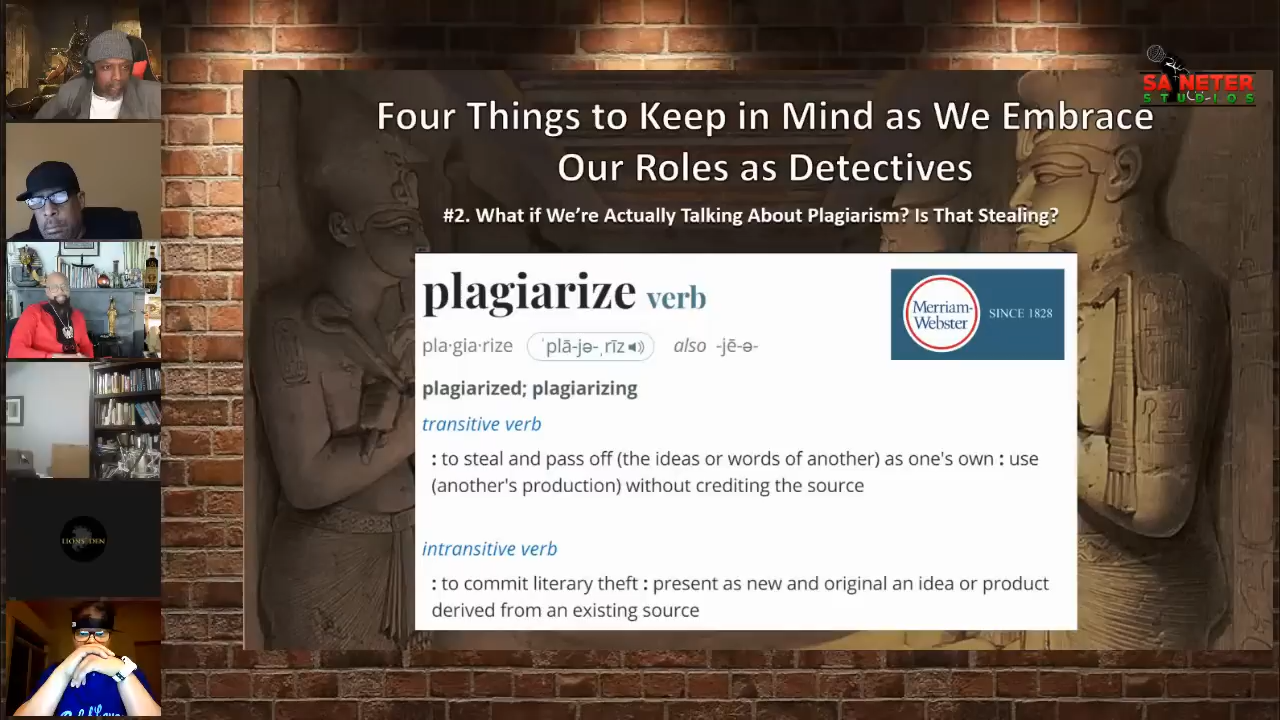 SANETER
STUDIOS
Four Things to Keep in Mind as We Embrace
Our Roles as Detectives
#2. What if We're Actually Talking About Plagiarism? Is That Stealing?
plagiarize verb
Merriam-
Webster
SINCE 1828
pla·gia·rize ˈplā-jə-ˌrīz also -jē-ə-
plagiarized; plagiarizing
transitive verb
: to steal and pass off (the ideas or words of another) as one's own : use
(another's production) without crediting the source
intransitive verb
: to commit literary theft : present as new and original an idea or product
derived from an existing source
LIONS' DEN